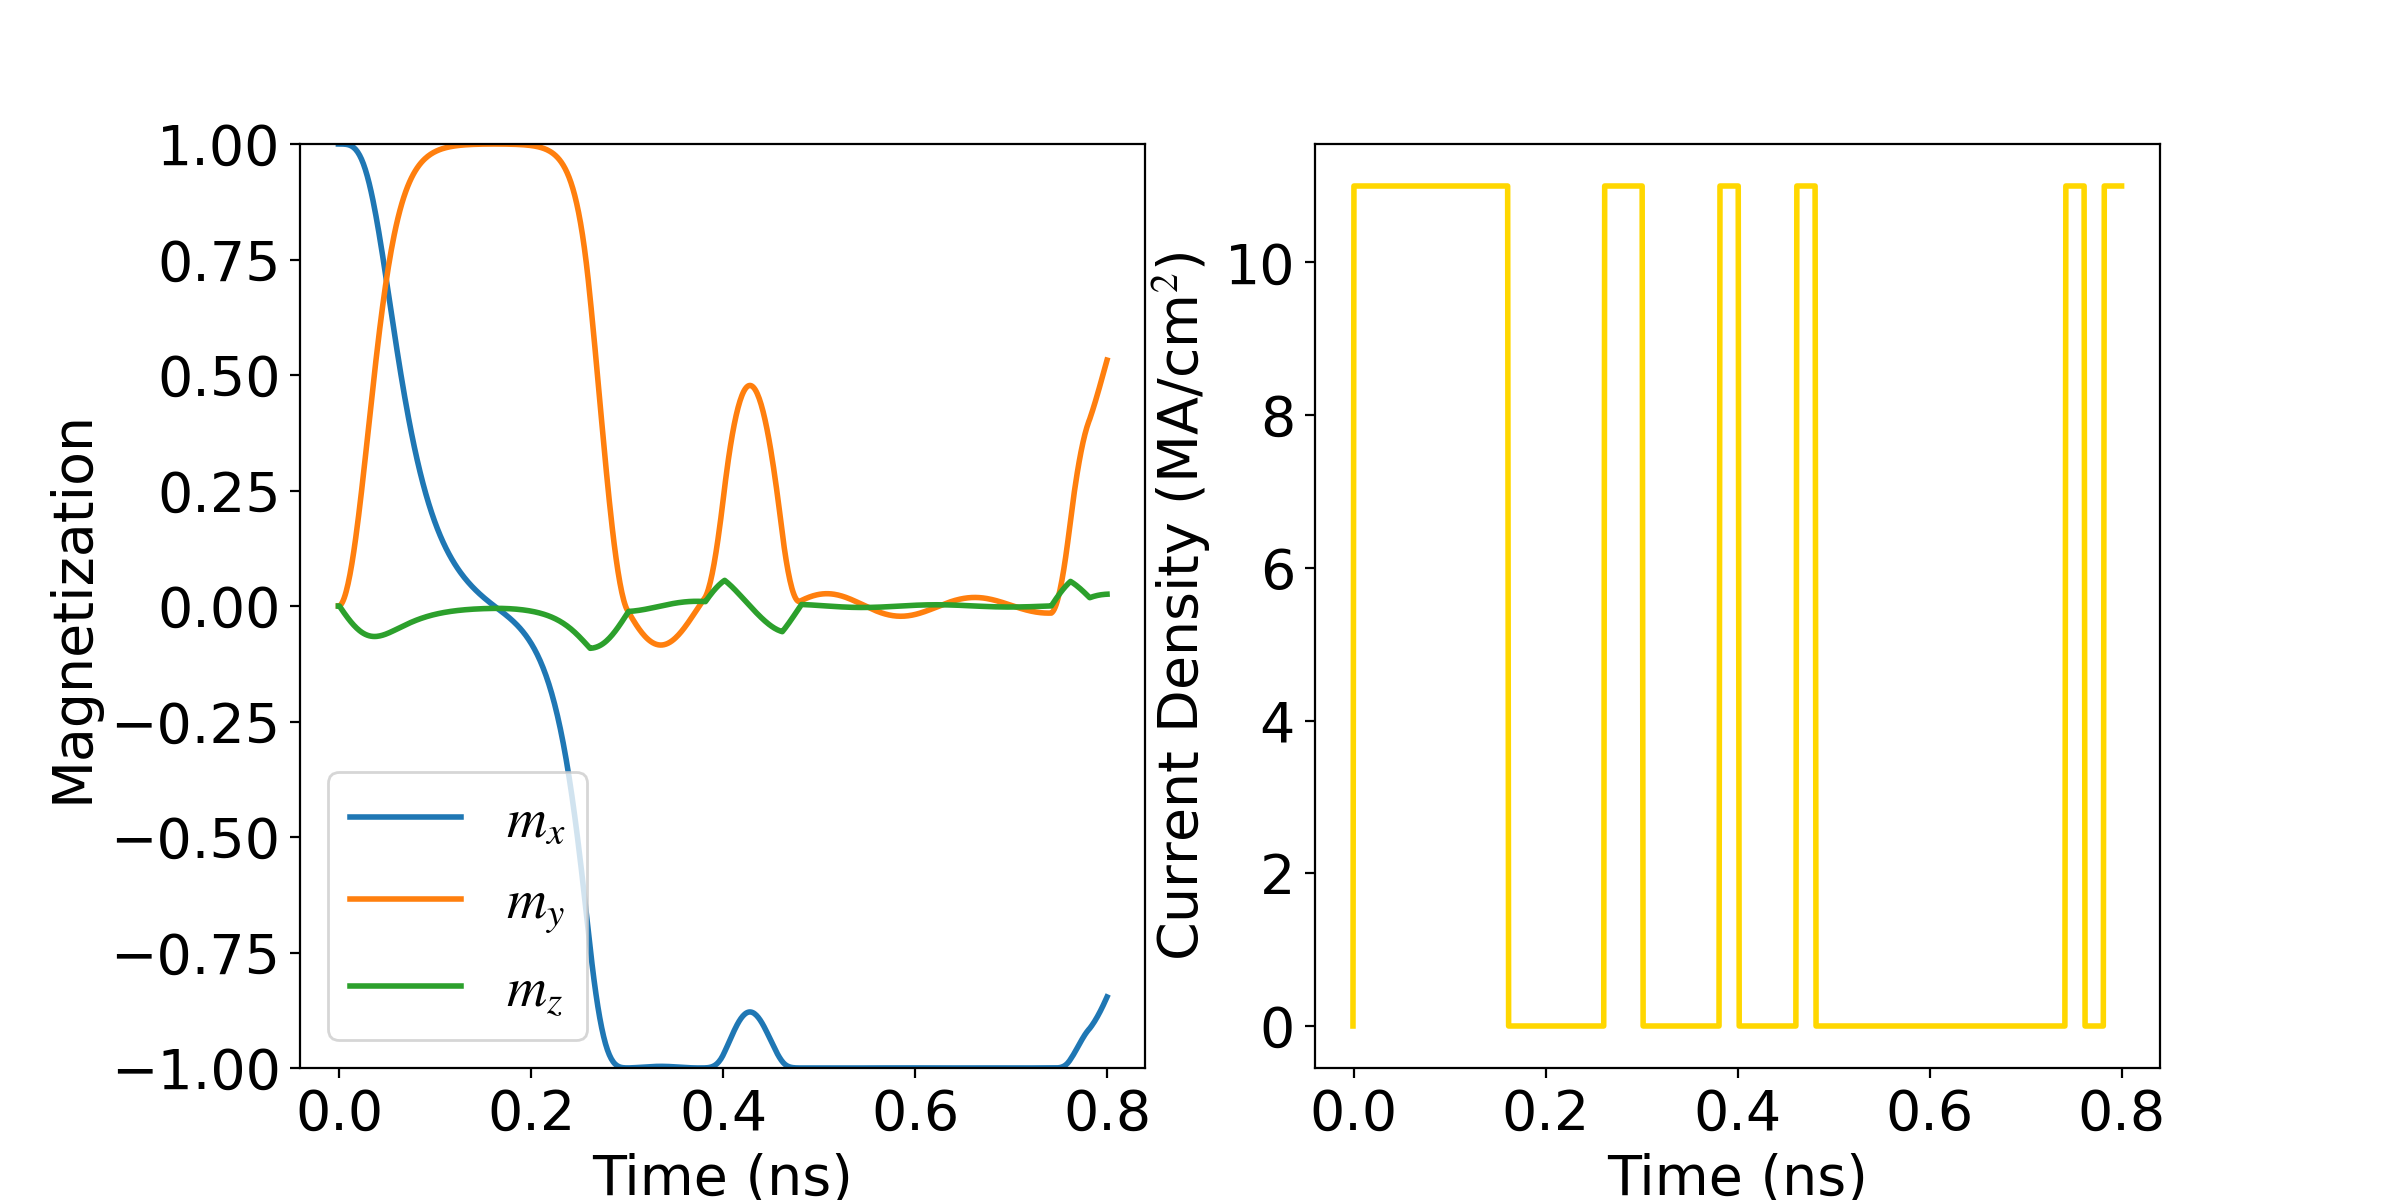 Magnetization
1.00
0.75
0.50
0.25
0.00
−0.25
−0.50
−0.75
−1.00
m_x
m_y
m_z
0.0 0.2 0.4 0.6 0.8
Time (ns)
Current Density (MA/cm²)
10
8
6
4
2
0
0.0 0.2 0.4 0.6 0.8
Time (ns)